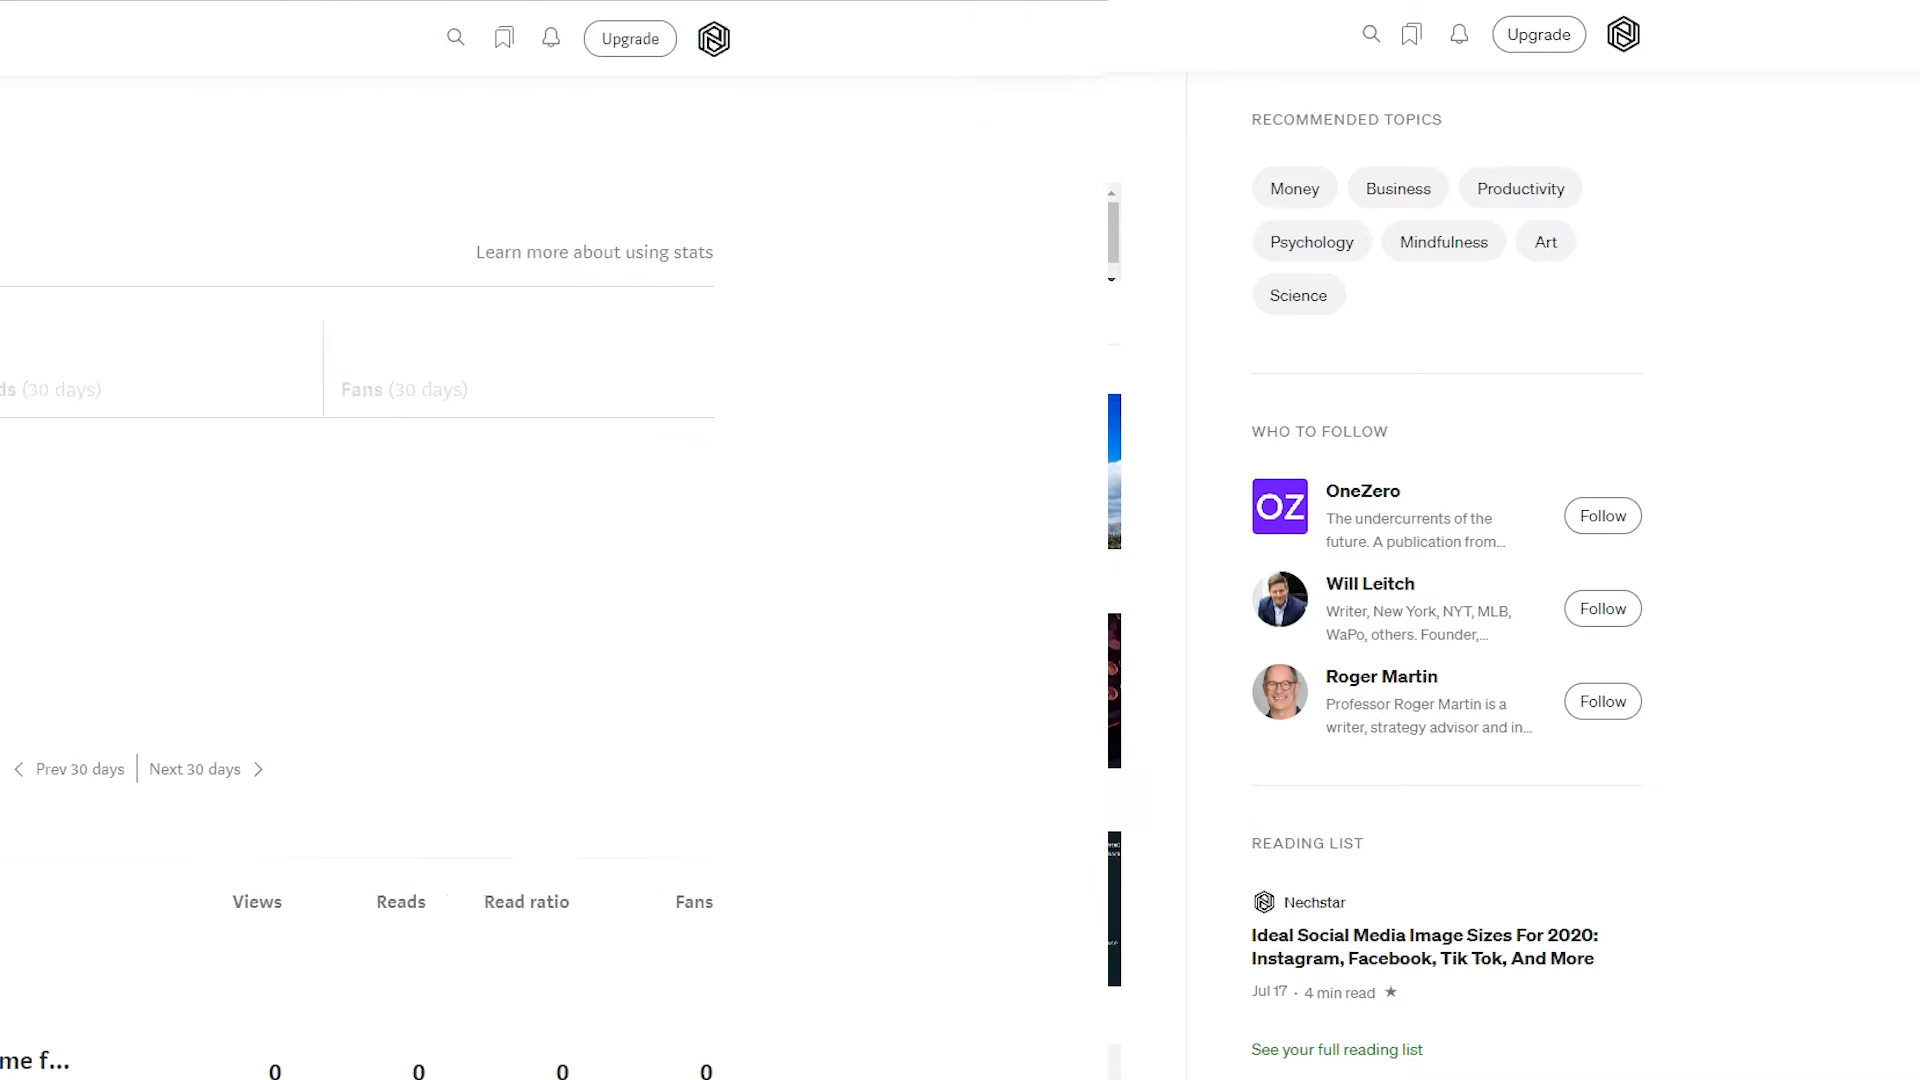 Upgrade
Learn more about using stats
ds (30 days)
Fans (30 days)
Prev 30 days
Next 30 days
Views Reads Read ratio Fans
me f...
0 0 0 0
Upgrade
RECOMMENDED TOPICS
Money Business Productivity
Psychology Mindfulness Art
Science
WHO TO FOLLOW
OZ
OneZero
The undercurrents of the
future. A publication from...
Follow
Will Leitch
Writer, New York, NYT, MLB,
WaPo, others. Founder,...
Follow
Roger Martin
Professor Roger Martin is a
writer, strategy advisor and in...
Follow
READING LIST
Nechstar
Ideal Social Media Image Sizes For 2020:
Instagram, Facebook, Tik Tok, And More
Jul 17 · 4 min read ★
See your full reading list